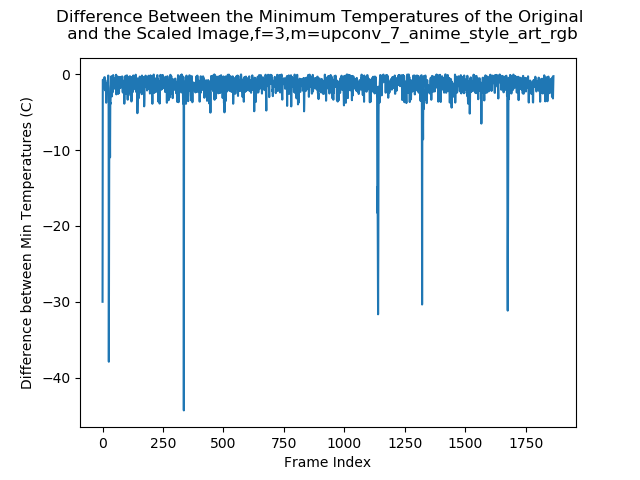 Difference Between the Minimum Temperatures of the Original
and the Scaled Image,f=3,m=upconv_7_anime_style_art_rgb
Difference between Min Temperatures (C)
0
−10
−20
−30
−40
0 250 500 750 1000 1250 1500 1750
Frame Index